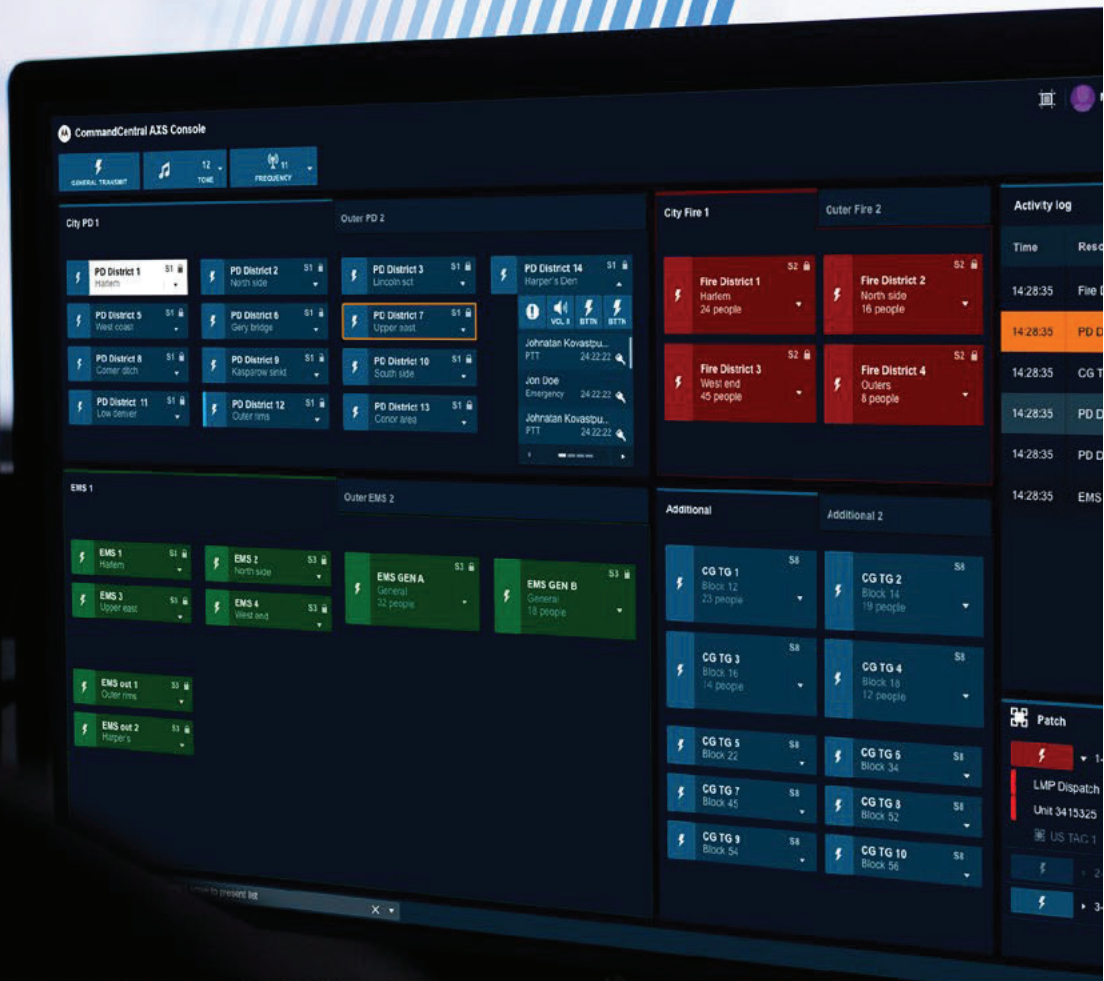 CommandCentral AXS Console
GENERAL TRANSMIT
12
TONE
11
FREQUENCY
City PD 1
Outer PD 2
PD District 1
S1
Harlem
PD District 2
S1
North side
PD District 3
S1
Lincoln sct
PD District 14
S1
Harper's Den
PD District 5
S1
West coast
PD District 6
S1
Gery bridge
PD District 7
S1
Upper east
VOL 8
BTTN
BTTN
PD District 8
S1
Corner ditch
PD District 9
S1
Kasparow sinkt
PD District 10
S1
South side
PD District 11
S1
Low denver
PD District 12
S1
Outer rims
PD District 13
S1
Conor area
Johnatan Kovastpu...
PTT 24:22:22
Jon Doe
Emergency 24:22:22
Johnatan Kovastpu...
PTT 24:22:22
City Fire 1
Outer Fire 2
Fire District 1
S2
Harlem
24 people
Fire District 2
S2
North side
16 people
Fire District 3
S2
West end
45 people
Fire District 4
S2
Outers
8 people
Activity log
Time Reso
14:28:35 Fire D
14:28:35 PD D
14:28:35 CG T
14:28:35 PD D
14:28:35 PD D
14:28:35 EMS
EMS 1
Outer EMS 2
EMS 1
S3
Harlem
EMS 2
S3
North side
EMS 3
S3
Upper east
EMS 4
S3
West end
EMS GEN A
S3
General
32 people
EMS GEN B
S3
General
18 people
EMS out 1
S3
Outer rims
EMS out 2
S3
Harper's
Additional
Additional 2
CG TG 1
S8
Block 12
23 people
CG TG 2
S8
Block 14
19 people
CG TG 3
S8
Block 16
14 people
CG TG 4
S8
Block 18
12 people
CG TG 5
S8
Block 22
CG TG 6
S8
Block 34
CG TG 7
S8
Block 45
CG TG 8
S8
Block 52
CG TG 9
S8
Block 54
CG TG 10
S8
Block 56
Patch
1-
LMP Dispatch
Unit 3415325
US TAC 1
2-
3-
to present list